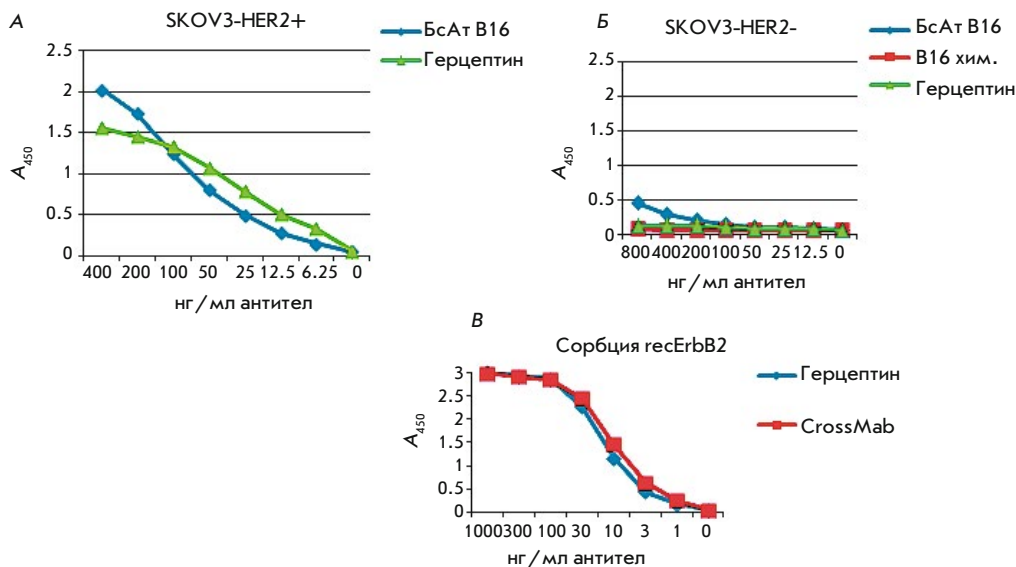 А
SKOV3-HER2+
БсАт В16
Герцептин
2.5
2
1.5
1
0.5
0
A450
400 200 100 50 25 12.5 6.25 0
нг/мл антител
Б
SKOV3-HER2-
БсАт В16
В16 хим.
Герцептин
2.5
2
1.5
1
0.5
0
A450
800 400 200 100 50 25 12.5 0
нг/мл антител
В
Сорбция recErbB2
Герцептин
CrossMab
3
2.5
2
1.5
1
0.5
0
A450
1000 300 100 30 10 3 1 0
нг/мл антител